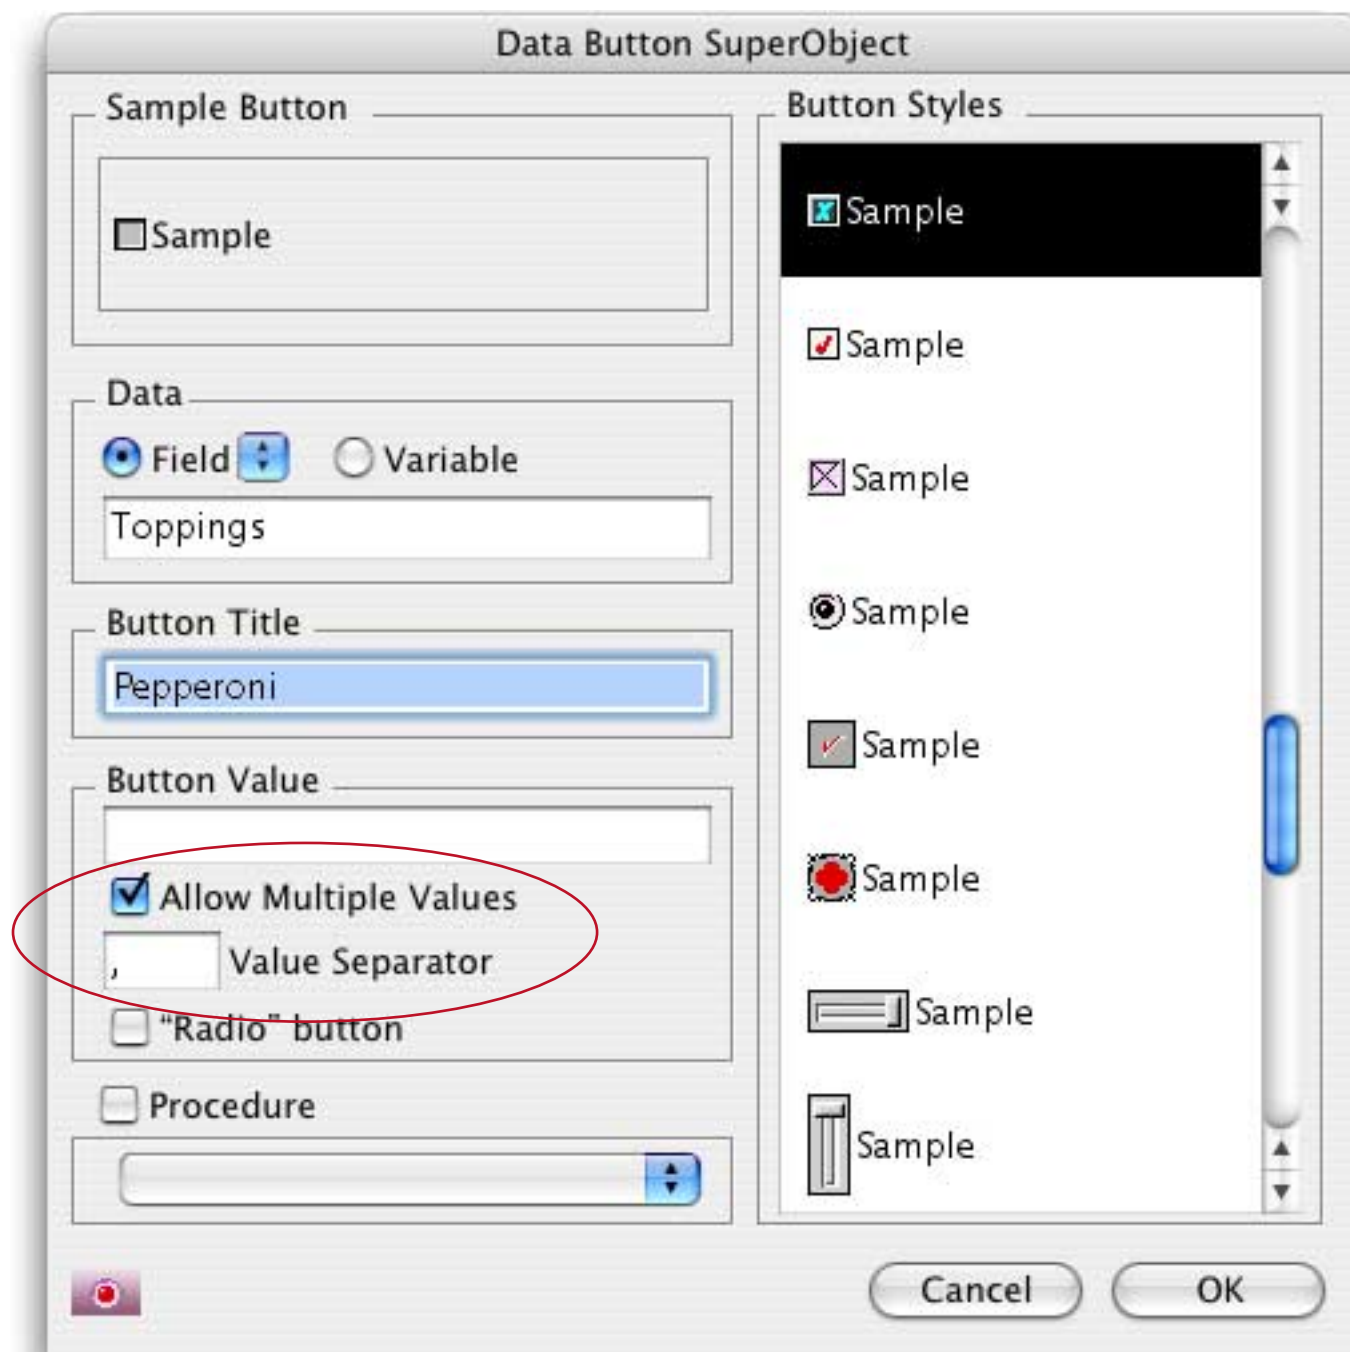 Data Button SuperObject
Sample Button
Sample
Data
Field Variable
Toppings
Button Title
Pepperoni
Button Value
Allow Multiple Values
, Value Separator
“Radio” button
Procedure
Button Styles
Sample
Sample
Sample
Sample
Sample
Sample
Sample
Sample
Cancel OK